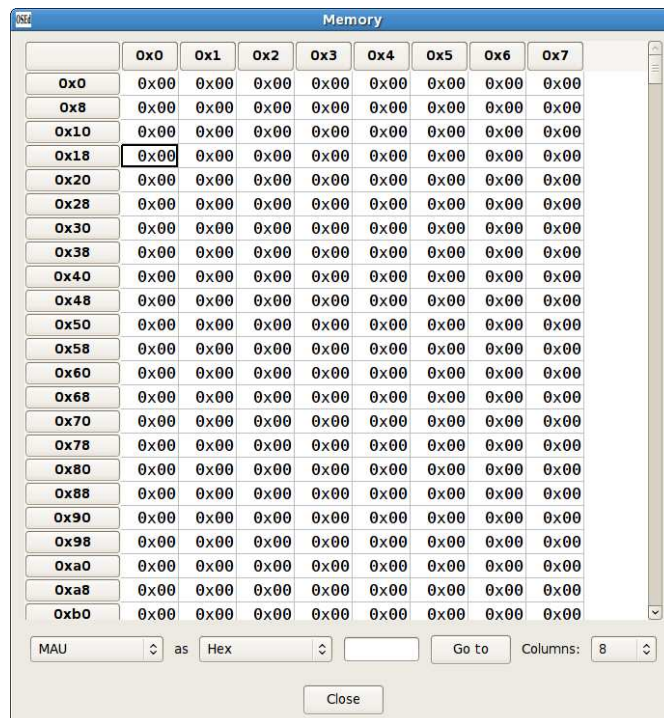 OSEd Memory
0x0 0x1 0x2 0x3 0x4 0x5 0x6 0x7
0x0 0x00 0x00 0x00 0x00 0x00 0x00 0x00 0x00
0x8 0x00 0x00 0x00 0x00 0x00 0x00 0x00 0x00
0x10 0x00 0x00 0x00 0x00 0x00 0x00 0x00 0x00
0x18 0x00 0x00 0x00 0x00 0x00 0x00 0x00 0x00
0x20 0x00 0x00 0x00 0x00 0x00 0x00 0x00 0x00
0x28 0x00 0x00 0x00 0x00 0x00 0x00 0x00 0x00
0x30 0x00 0x00 0x00 0x00 0x00 0x00 0x00 0x00
0x38 0x00 0x00 0x00 0x00 0x00 0x00 0x00 0x00
0x40 0x00 0x00 0x00 0x00 0x00 0x00 0x00 0x00
0x48 0x00 0x00 0x00 0x00 0x00 0x00 0x00 0x00
0x50 0x00 0x00 0x00 0x00 0x00 0x00 0x00 0x00
0x58 0x00 0x00 0x00 0x00 0x00 0x00 0x00 0x00
0x60 0x00 0x00 0x00 0x00 0x00 0x00 0x00 0x00
0x68 0x00 0x00 0x00 0x00 0x00 0x00 0x00 0x00
0x70 0x00 0x00 0x00 0x00 0x00 0x00 0x00 0x00
0x78 0x00 0x00 0x00 0x00 0x00 0x00 0x00 0x00
0x80 0x00 0x00 0x00 0x00 0x00 0x00 0x00 0x00
0x88 0x00 0x00 0x00 0x00 0x00 0x00 0x00 0x00
0x90 0x00 0x00 0x00 0x00 0x00 0x00 0x00 0x00
0x98 0x00 0x00 0x00 0x00 0x00 0x00 0x00 0x00
0xa0 0x00 0x00 0x00 0x00 0x00 0x00 0x00 0x00
0xa8 0x00 0x00 0x00 0x00 0x00 0x00 0x00 0x00
0xb0 0x00 0x00 0x00 0x00 0x00 0x00 0x00 0x00
MAU as Hex Go to Columns: 8
Close